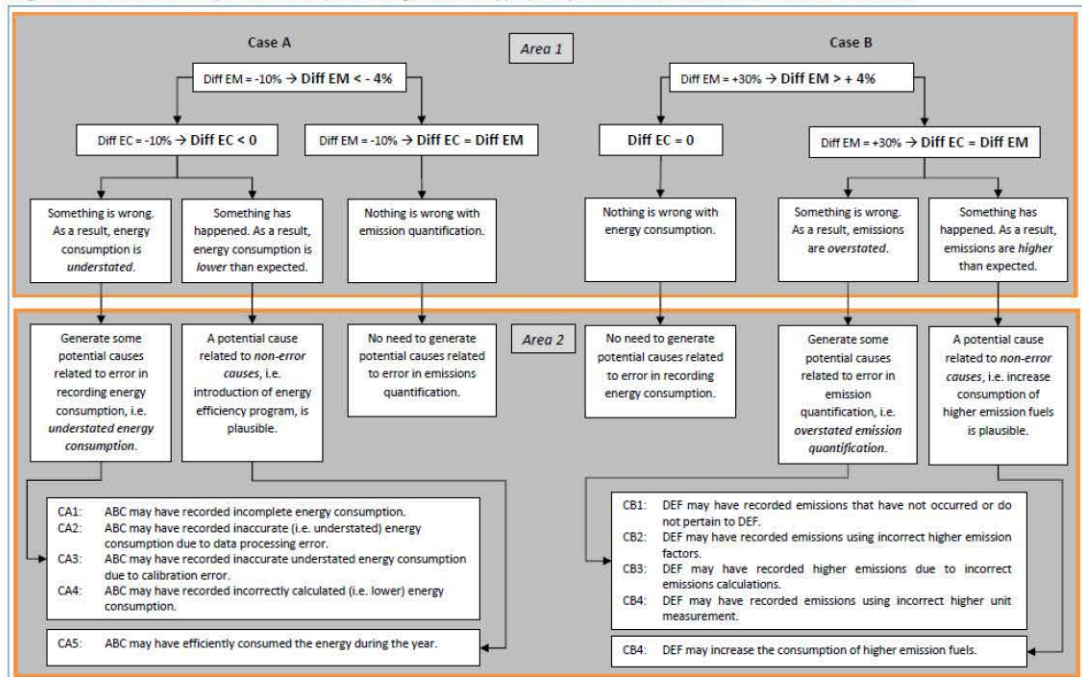 Case A
Area 1
Case B
Diff EM = -10% → Diff EM < - 4%
Diff EM = +30% → Diff EM > + 4%
Diff EC = -10% → Diff EC < 0
Diff EM = -10% → Diff EC = Diff EM
Diff EC = 0
Diff EM = +30% → Diff EC = Diff EM
Something is wrong.
As a result, energy
consumption is
understated.
Something has
happened. As a result,
energy consumption is
lower than expected.
Nothing is wrong with
emission quantification.
Nothing is wrong with
energy consumption.
Something is wrong.
As a result, emissions
are overstated.
Something has
happened. As a result,
emissions are higher
than expected.
Area 2
Generate some
potential causes
related to error in
recording energy
consumption, i.e.
understated energy
consumption.
A potential cause
related to non-error
causes, i.e.
introduction of energy
efficiency program, is
plausible.
No need to generate
potential causes related
to error in emissions
quantification.
No need to generate
potential causes related
to error in recording
energy consumption.
Generate some
potential causes
related to error in
emission
quantification, i.e.
overstated emission
quantification.
A potential cause
related to non-error
causes, i.e. increase
consumption of
higher emission fuels
is plausible.
CA1: ABC may have recorded incomplete energy consumption.
CA2: ABC may have recorded inaccurate (i.e. understated) energy
consumption due to data processing error.
CA3: ABC may have recorded inaccurate understated energy consumption
due to calibration error.
CA4: ABC may have recorded incorrectly calculated (i.e. lower) energy
consumption.
CA5: ABC may have efficiently consumed the energy during the year.
CB1: DEF may have recorded emissions that have not occurred or do
not pertain to DEF.
CB2: DEF may have recorded emissions using incorrect higher emission
factors.
CB3: DEF may have recorded higher emissions due to incorrect
emissions calculations.
CB4: DEF may have recorded emissions using incorrect higher unit
measurement.
CB4: DEF may increase the consumption of higher emission fuels.